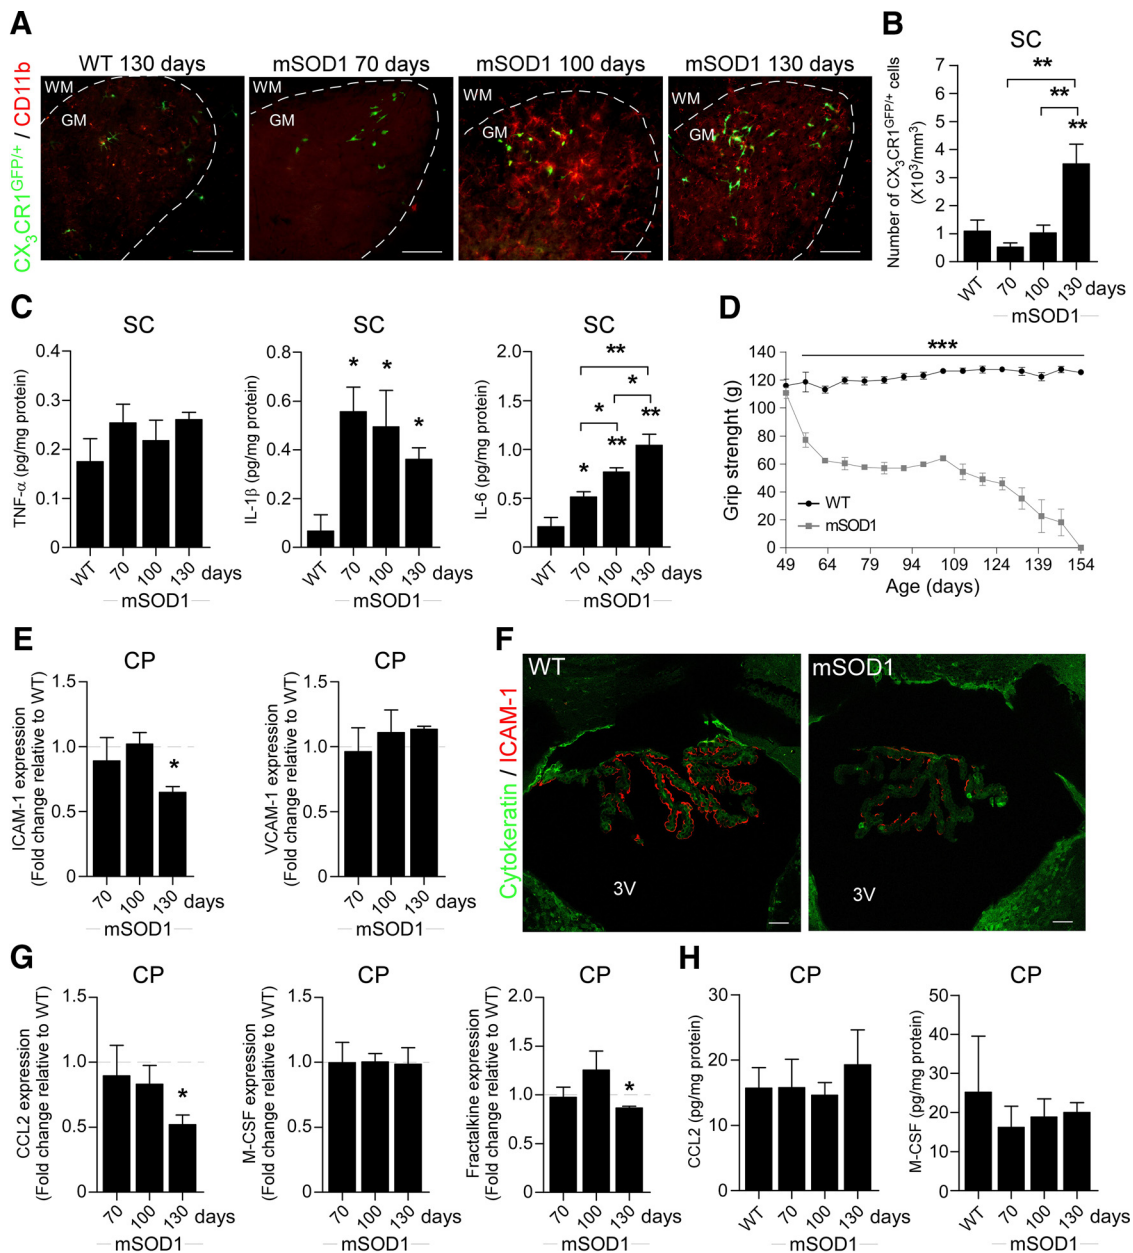 A
WT 130 days
mSOD1 70 days
mSOD1 100 days
mSOD1 130 days
CX3CR1GFP/+ / CD11b
WM
GM
WM
GM
WM
GM
WM
GM
B
SC
Number of CX3CR1GFP/+ cells
(X10³/mm³)
7
6
5
4
3
2
1
0
**
**
**
WT
70
100
130
days
mSOD1
C
SC
TNF-α (pg/mg protein)
0.4
0.3
0.2
0.1
0
WT
70
100
130
days
mSOD1
SC
IL-1β (pg/mg protein)
0.8
0.6
0.4
0.2
0
*
*
*
WT
70
100
130
days
mSOD1
SC
IL-6 (pg/mg protein)
2.0
1.5
1.0
0.5
0
**
*
*
**
**
*
WT
70
100
130
days
mSOD1
D
***
Grip strenght (g)
140
120
100
80
60
40
20
0
WT
mSOD1
49
64
79
94
109
124
139
154
Age (days)
E
CP
ICAM-1 expression
(Fold change relative to WT)
1.5
1.0
0.5
0
*
70
100
130
days
mSOD1
CP
VCAM-1 expression
(Fold change relative to WT)
1.5
1.0
0.5
0
70
100
130
days
mSOD1
F
Cytokeratin / ICAM-1
WT
3V
mSOD1
3V
G
CP
CCL2 expression
(Fold change relative to WT)
1.5
1.0
0.5
0
*
70
100
130
days
mSOD1
CP
M-CSF expression
(Fold change relative to WT)
1.5
1.0
0.5
0
70
100
130
days
mSOD1
CP
Fractalkine expression
(Fold change relative to WT)
2.0
1.5
1.0
0.5
0
*
70
100
130
days
mSOD1
H
CP
CCL2 (pg/mg protein)
30
20
10
0
WT
70
100
130
days
mSOD1
CP
M-CSF (pg/mg protein)
50
40
30
20
10
0
WT
70
100
130
days
mSOD1